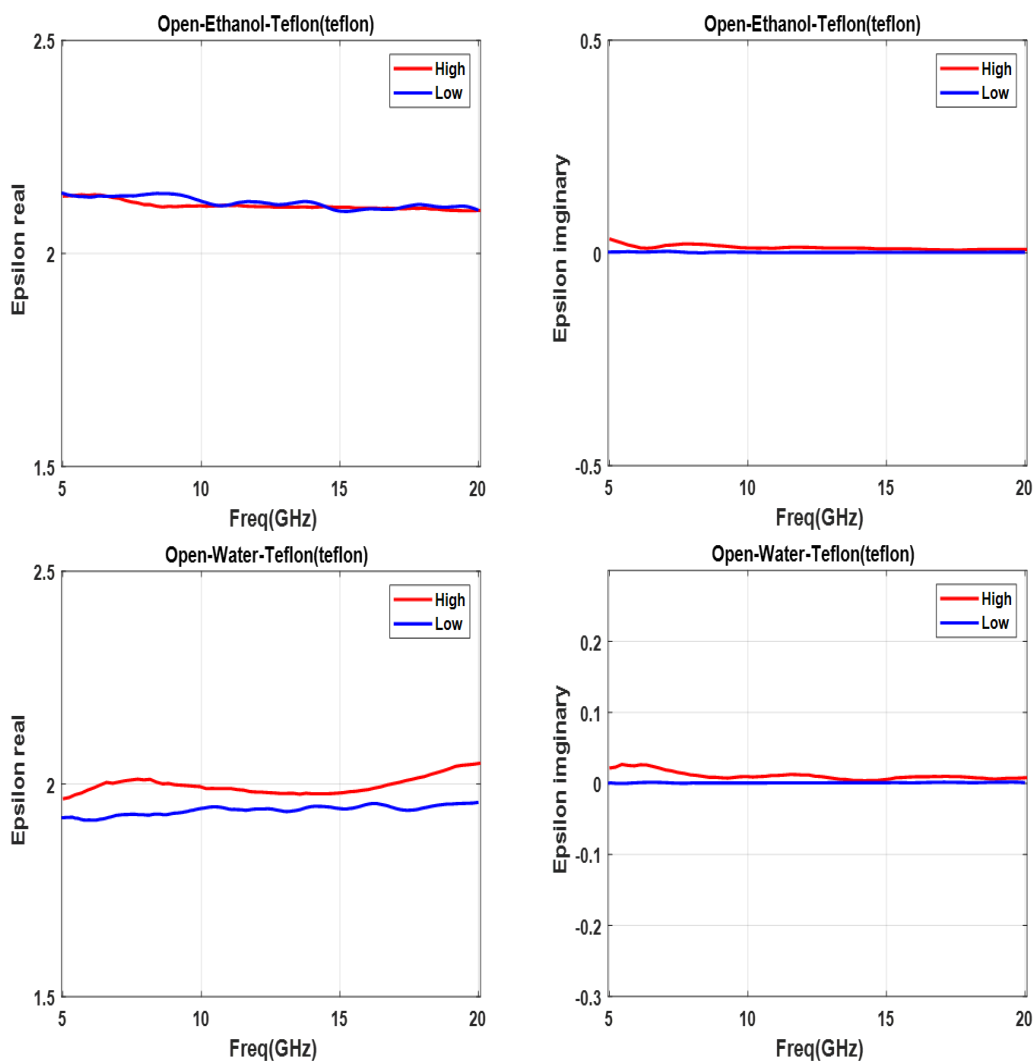 Open-Ethanol-Teflon(teflon)
2.5
2
1.5
Epsilon real
High
Low
5
10
15
20
Freq(GHz)
Open-Ethanol-Teflon(teflon)
0.5
0
-0.5
Epsilon imginary
High
Low
5
10
15
20
Freq(GHz)
Open-Water-Teflon(teflon)
2.5
2
1.5
Epsilon real
High
Low
5
10
15
20
Freq(GHz)
Open-Water-Teflon(teflon)
0.2
0.1
0
-0.1
-0.2
-0.3
Epsilon imginary
High
Low
5
10
15
20
Freq(GHz)